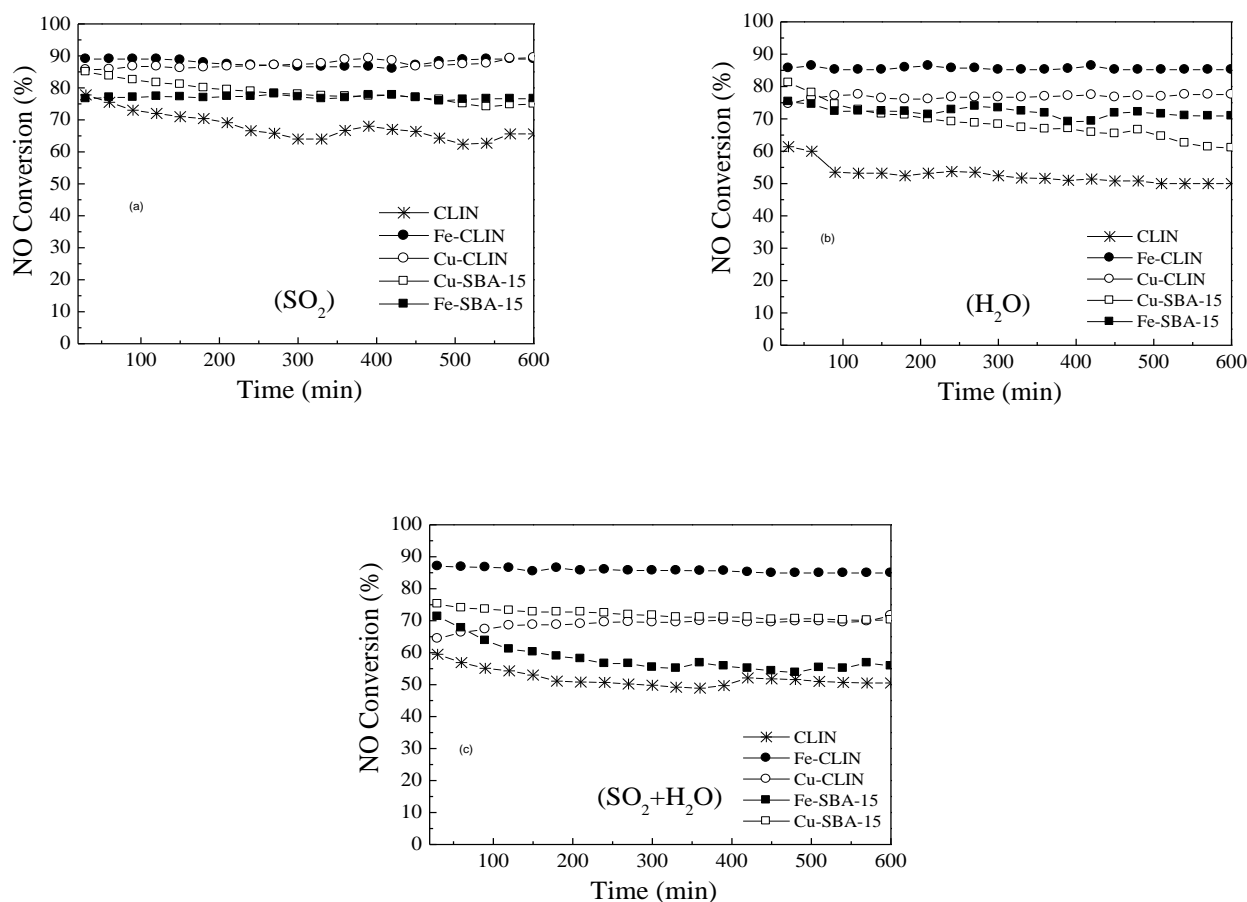 100
90
80
70
60
50
40
30
20
10
0
NO Conversion (%)
(a)
CLIN
Fe-CLIN
Cu-CLIN
Cu-SBA-15
Fe-SBA-15
(SO2)
100 200 300 400 500 600
Time (min)
100
90
80
70
60
50
40
30
20
10
0
NO Conversion (%)
(b)
CLIN
Fe-CLIN
Cu-CLIN
Cu-SBA-15
Fe-SBA-15
(H2O)
100 200 300 400 500 600
Time (min)
100
90
80
70
60
50
40
30
20
10
0
NO Conversion (%)
(c)
CLIN
Fe-CLIN
Cu-CLIN
Fe-SBA-15
Cu-SBA-15
(SO2+H2O)
100 200 300 400 500 600
Time (min)